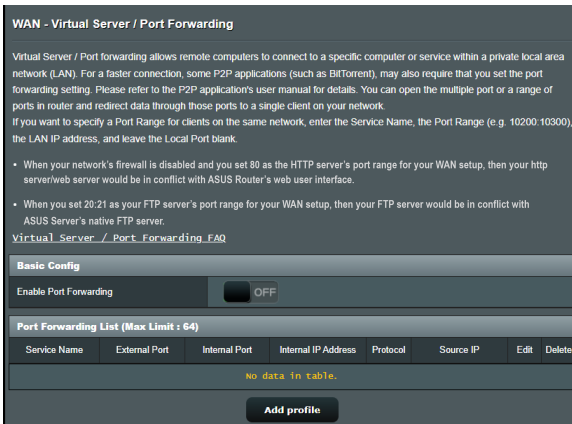 WAN - Virtual Server / Port Forwarding
Virtual Server / Port forwarding allows remote computers to connect to a specific computer or service within a private local area
network (LAN). For a faster connection, some P2P applications (such as BitTorrent), may also require that you set the port
forwarding setting. Please refer to the P2P application's user manual for details. You can open the multiple port or a range of
ports in router and redirect data through those ports to a single client on your network.
If you want to specify a Port Range for clients on the same network, enter the Service Name, the Port Range (e.g. 10200:10300),
the LAN IP address, and leave the Local Port blank.
• When your network's firewall is disabled and you set 80 as the HTTP server's port range for your WAN setup, then your http
server/web server would be in conflict with ASUS Router's web user interface.
• When you set 20:21 as your FTP server's port range for your WAN setup, then your FTP server would be in conflict with
ASUS Server's native FTP server.
Virtual Server / Port Forwarding FAQ
Basic Config
Enable Port Forwarding OFF
Port Forwarding List (Max Limit : 64)
Service Name External Port Internal Port Internal IP Address Protocol Source IP Edit Delete
No data in table.
Add profile